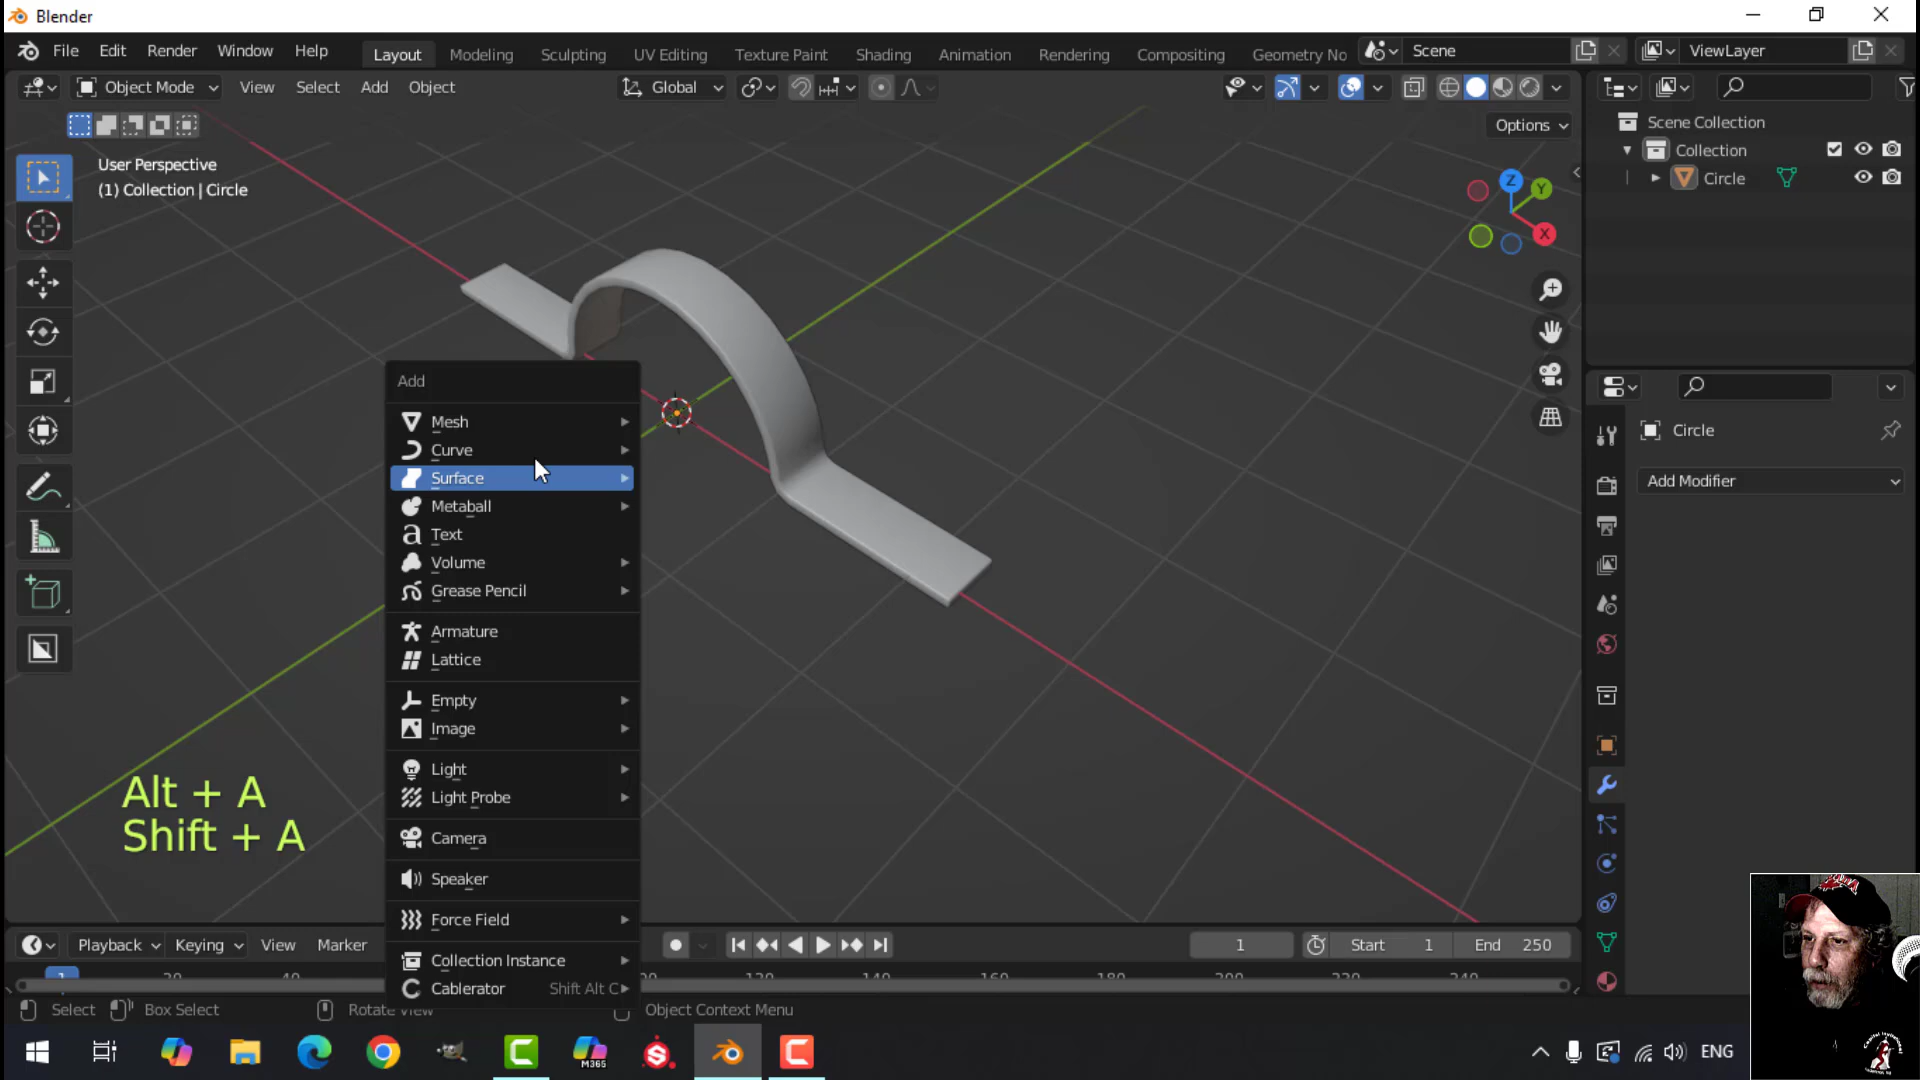 Blender
File Edit Render Window Help Layout Modeling Sculpting UV Editing Texture Paint Shading Animation Rendering Compositing Geometry No Scene ViewLayer
Object Mode View Select Add Object Global
Options
User Perspective
(1) Collection | Circle
Z
Y
X
Scene Collection
Collection
Circle
Circle
Add Modifier
Add
Mesh
Curve
Surface
Metaball
Text
Volume
Grease Pencil
Armature
Lattice
Empty
Image
Light
Light Probe
Camera
Speaker
Force Field
Collection Instance
Cablerator Shift Alt C
Alt + A
Shift + A
Playback Keying View Marker 1 Start 1 End 250
1
Select Box Select Rotate View Object Context Menu
M365
ENG